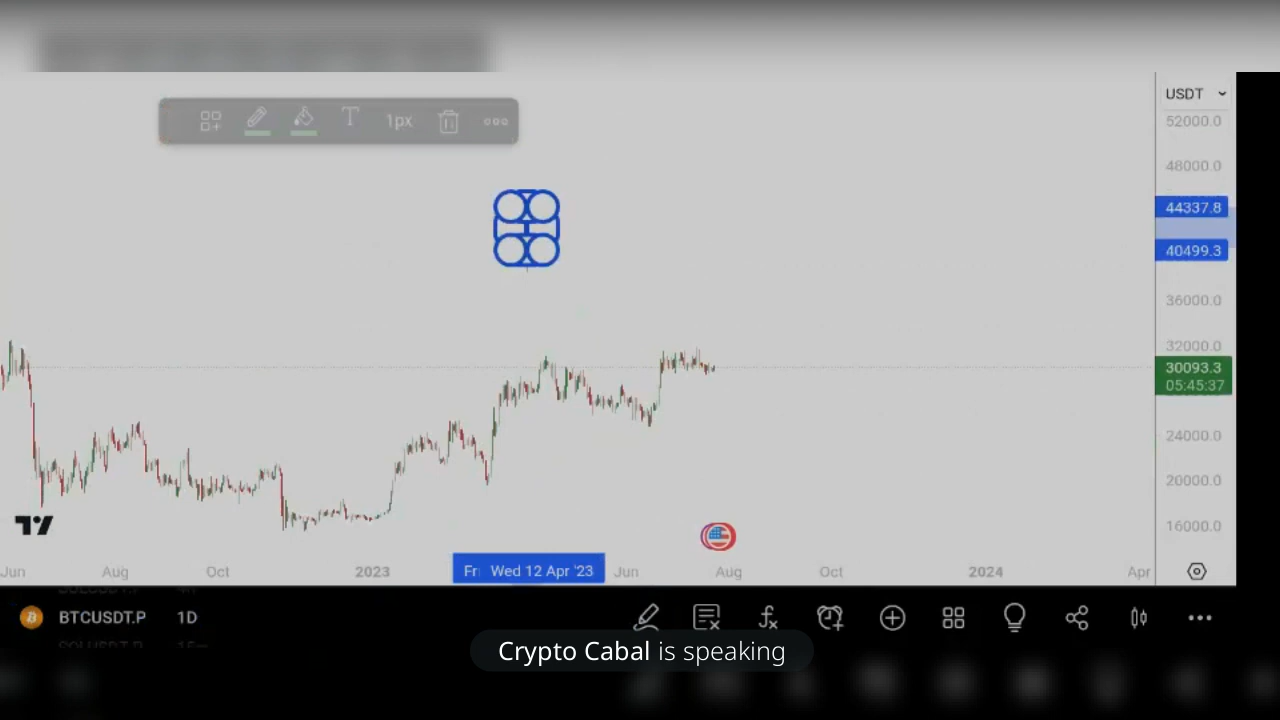 USDT
T
1px
52000.0
48000.0
44337.8
40499.3
36000.0
32000.0
30093.3
05:45:37
24000.0
20000.0
16000.0
Jun Aug Oct 2023 Fri Wed 12 Apr '23 Jun Aug Oct 2024 Apr
BTCUSDT.P 1D
Crypto Cabal is speaking